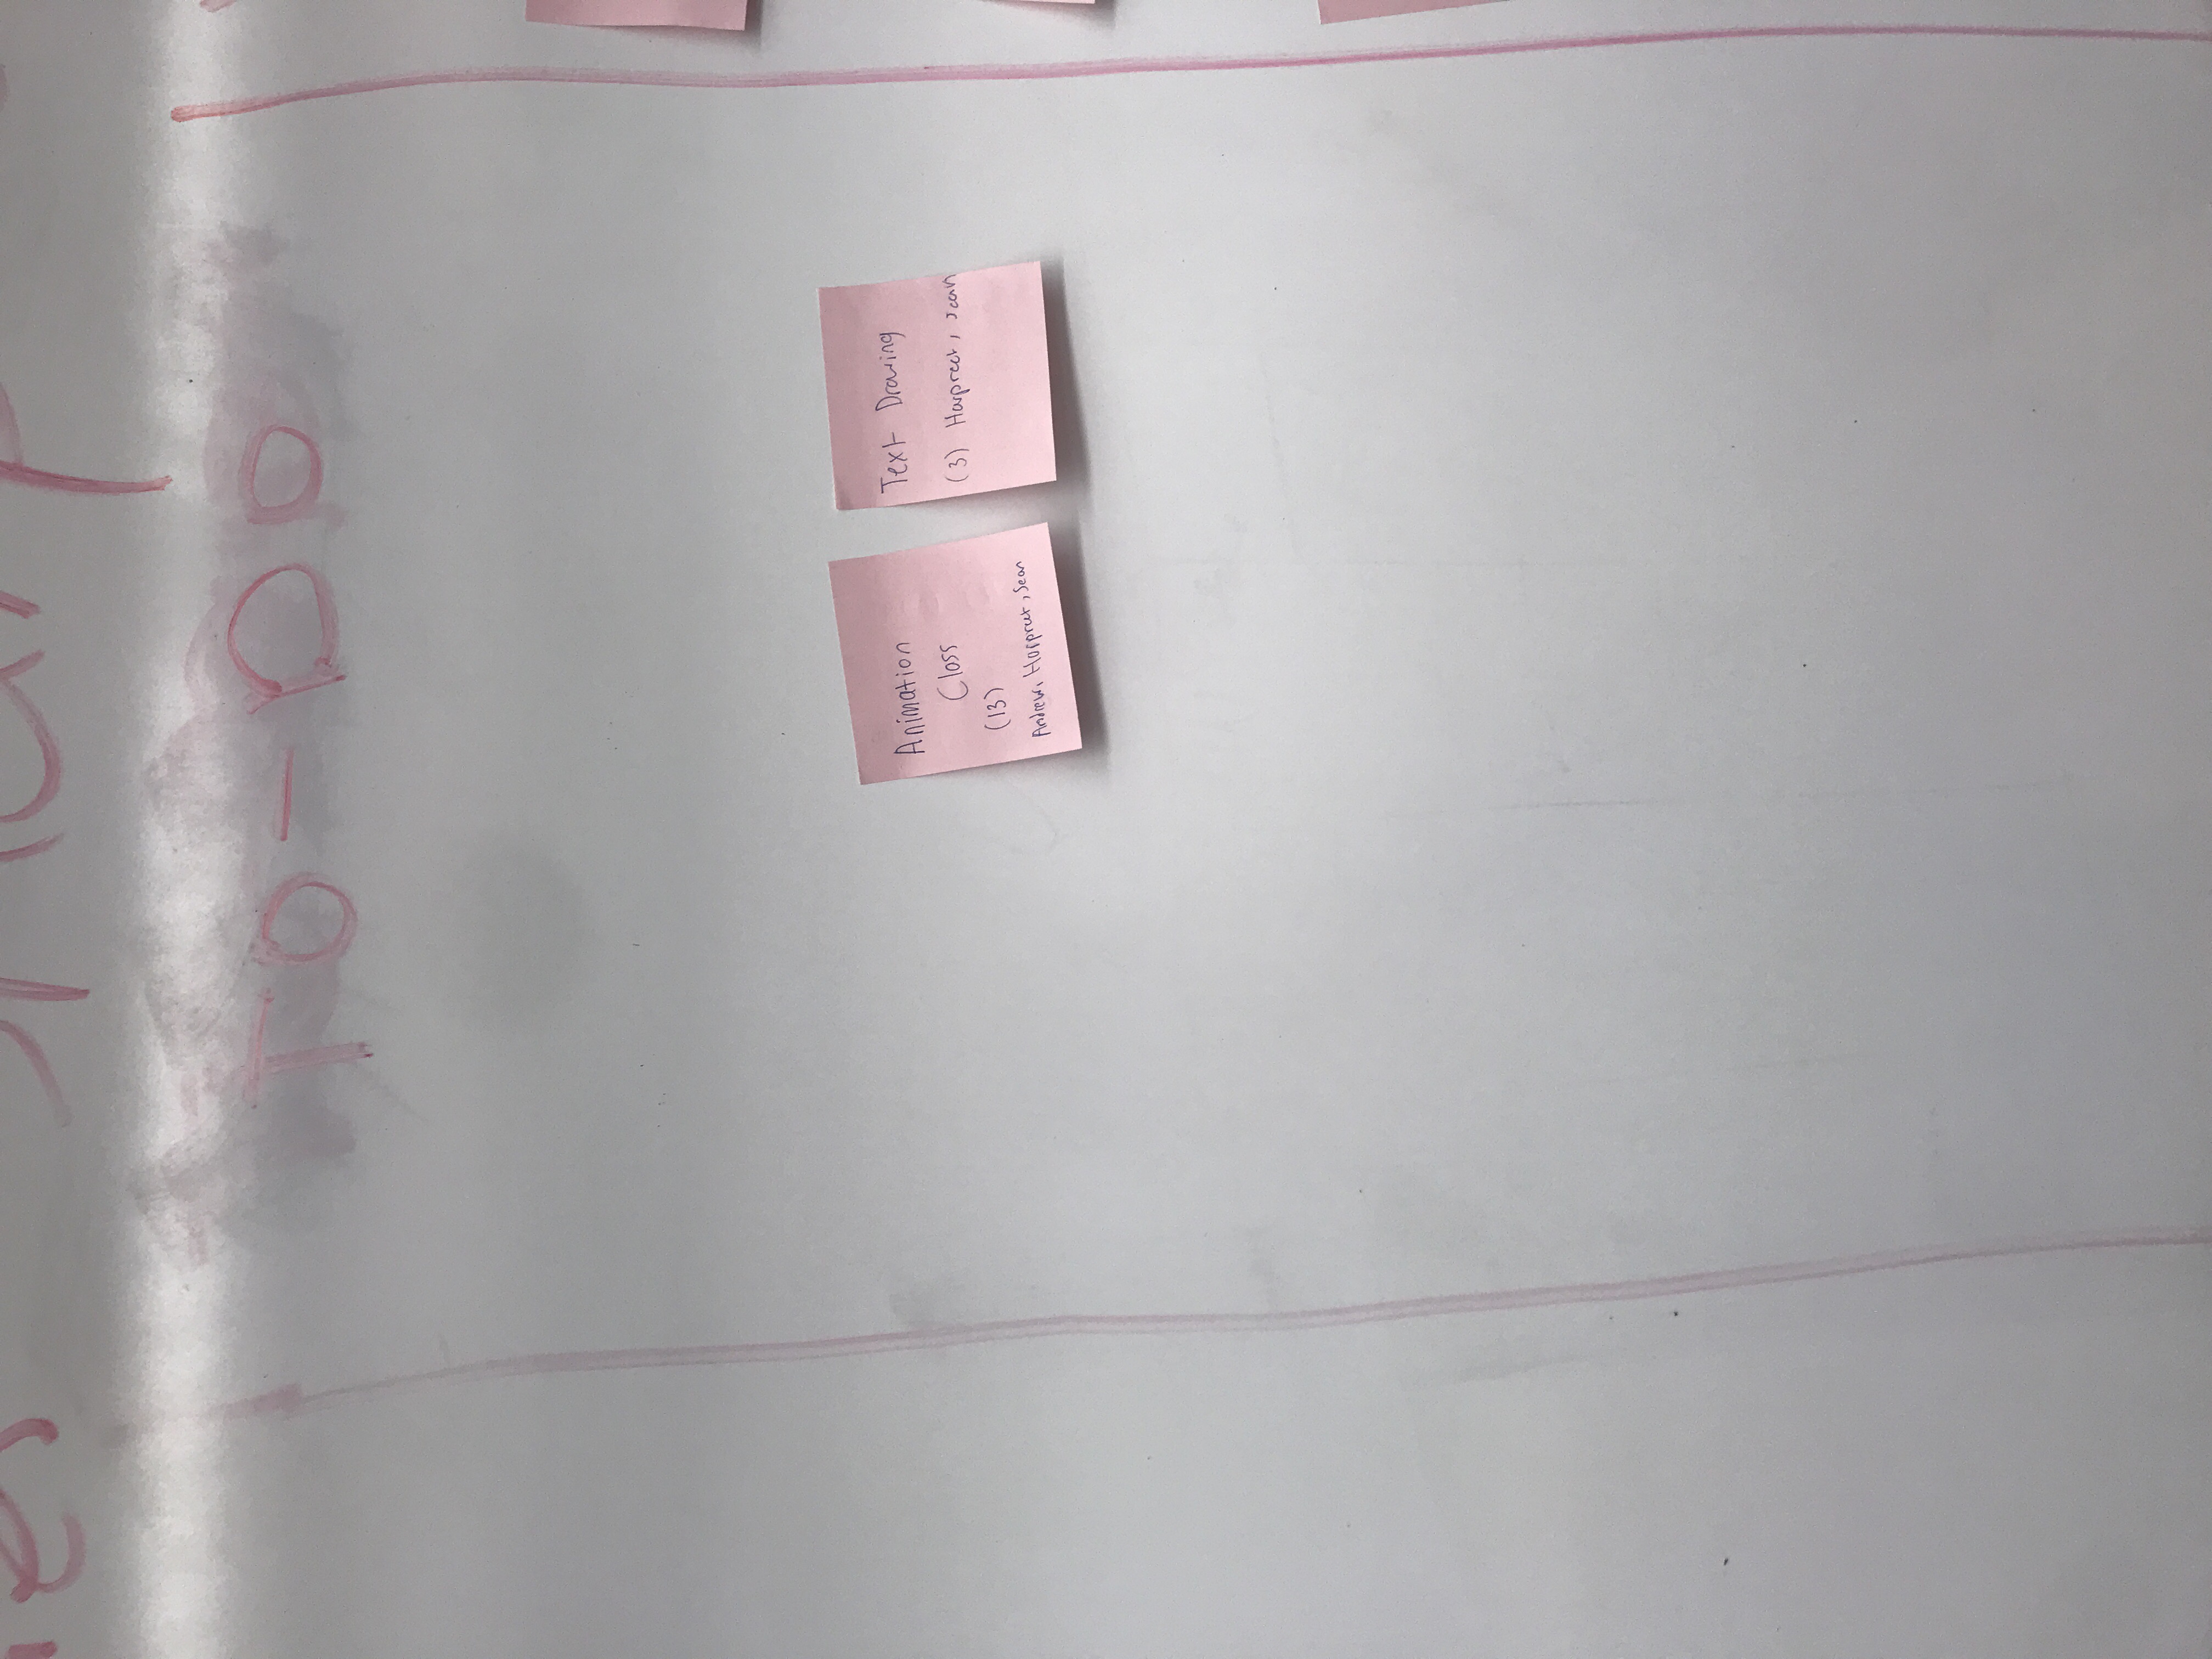 TO-DO
Animation
Class
(13)
Andrew, Harpreet, Sean
Text Drawing
(3) Harpreet, Sean